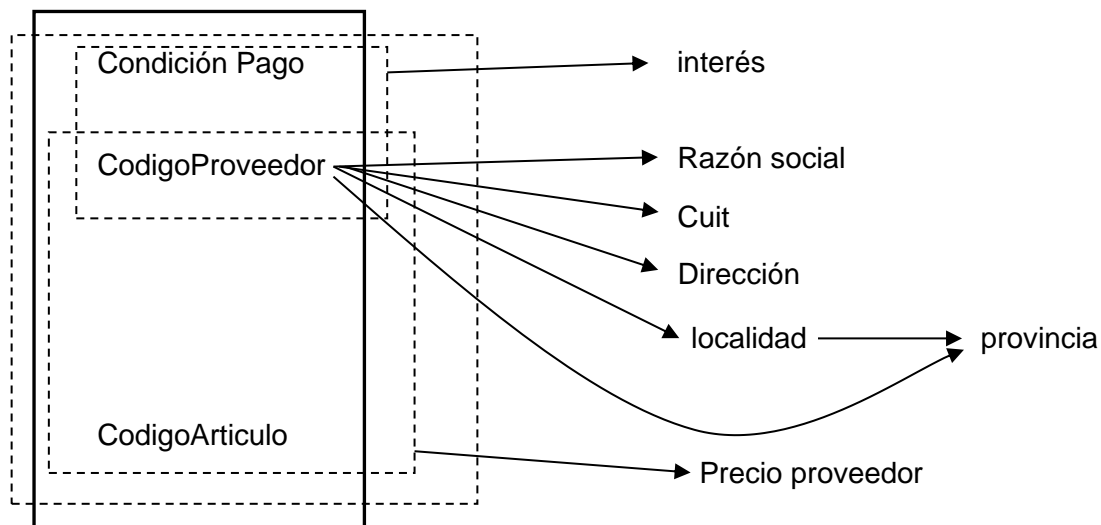 Condición Pago
interés
CodigoProveedor
Razón social
Cuit
Dirección
localidad
provincia
CodigoArticulo
Precio proveedor